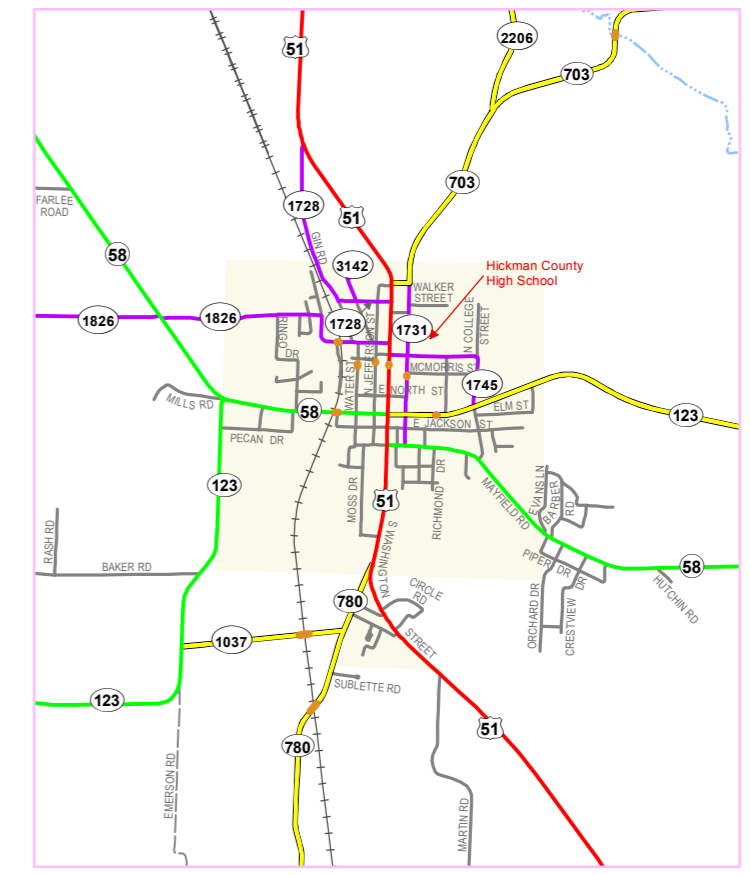 2206
51
703
703
FARLEE
ROAD
1728
51
GIN RD
58
3142
Hickman County
High School
WALKER
STREET
1826
1826
1728
1731
N COLLEGE
STREET
RINGO
DR
N JEFFERSON ST
MCMORRIS ST
WATER ST
E NORTH ST
1745
MILLS RD
58
ELM ST
123
E JACKSON ST
PECAN DR
123
MOSS DR
51
RICHMOND DR
MAYFIELD RD
EVANS LN
BARBER
RD
RASH RD
S WASHINGTON
STREET
BAKER RD
PIPER DR
58
HUTCHIN RD
780
CIRCLE
RD
ORCHARD DR
CRESTVIEW DR
1037
SUBLETTE RD
123
51
780
EMERSON RD
MARTIN RD